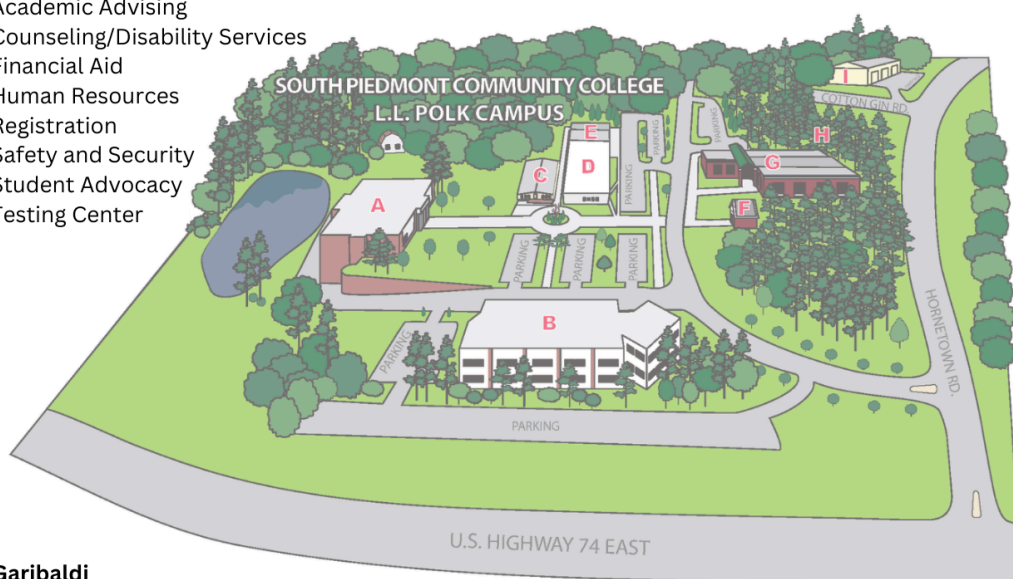 Academic Advising
Counseling/Disability Services
Financial Aid
Human Resources
Registration
Safety and Security
Student Advocacy
Testing Center
SOUTH PIEDMONT COMMUNITY COLLEGE
L.L. POLK CAMPUS
I
COTTON GIN RD.
H
E
PARKING
PARKING
D
G
C
PARKING
A
F
PARKING
PARKING
PARKING
HORNETOWN RD.
B
PARKING
PARKING
U.S. HIGHWAY 74 EAST
Garibaldi